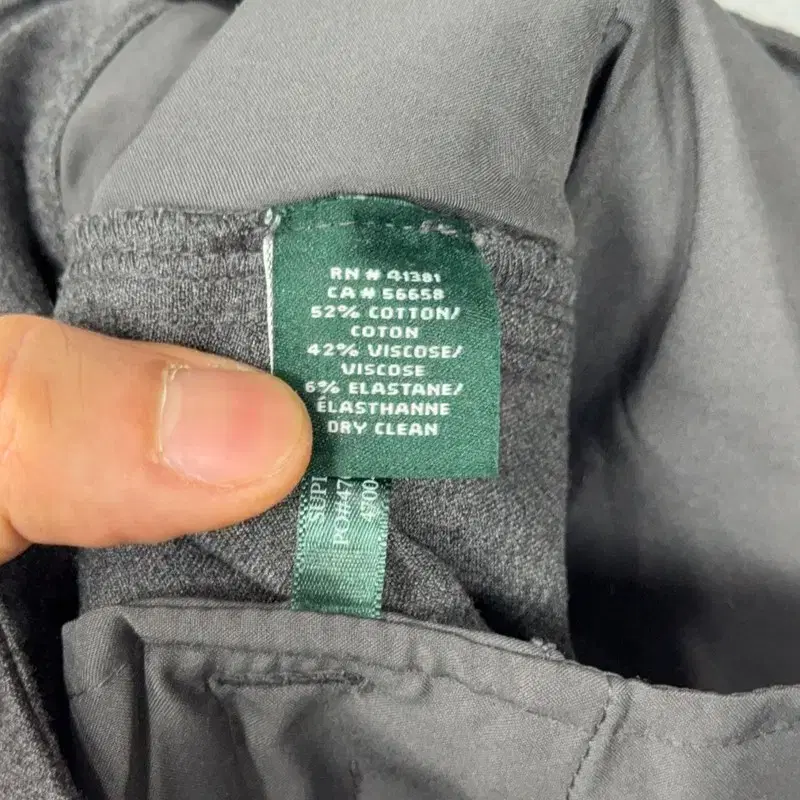 RN # 41381
CA # 56658
52% COTTON/
COTON
42% VISCOSE/
VISCOSE
6% ELASTANE/
ÉLASTHANNE
DRY CLEAN